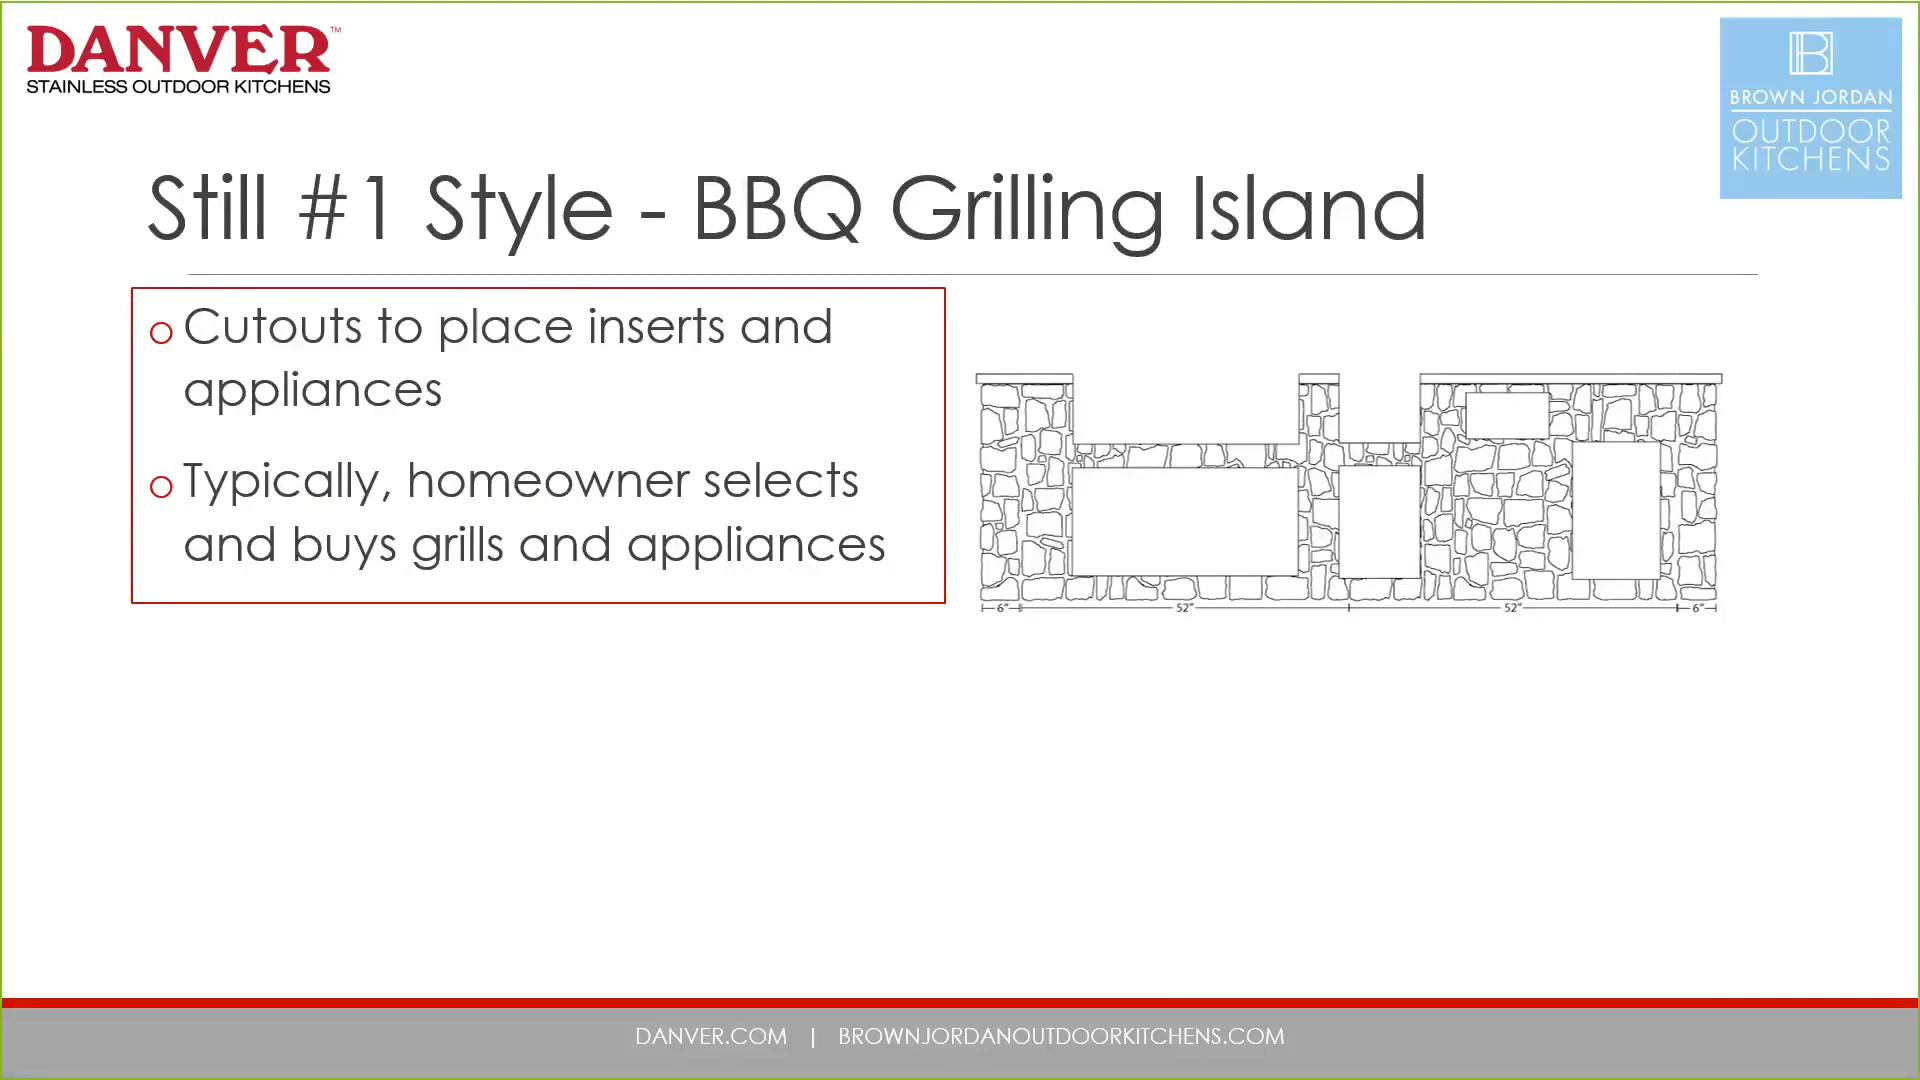 DANVER™
STAINLESS OUTDOOR KITCHENS
B
BROWN JORDAN
OUTDOOR
KITCHENS
Still #1 Style - BBQ Grilling Island
o Cutouts to place inserts and
appliances
o Typically, homeowner selects
and buys grills and appliances
6" 52" 52" 6"
DANVER.COM | BROWNJORDANOUTDOORKITCHENS.COM